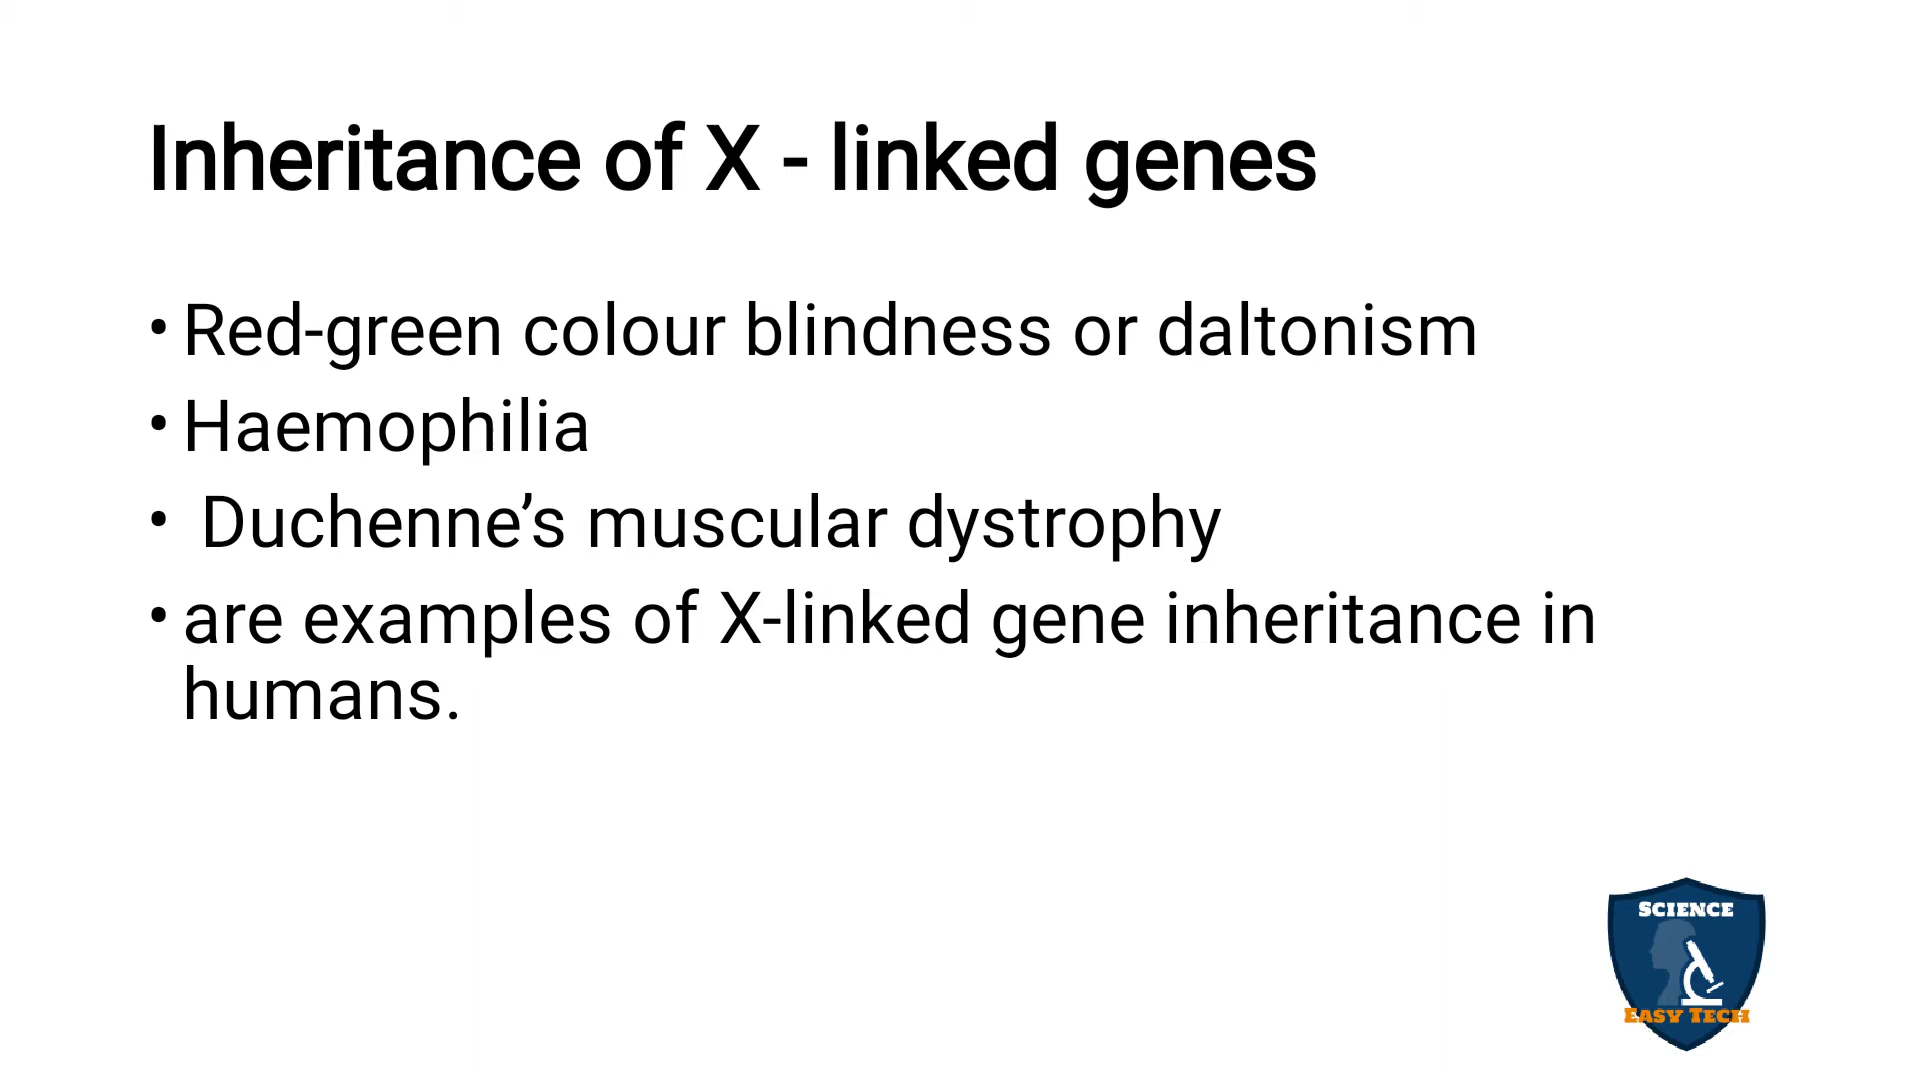 Inheritance of X - linked genes
• Red-green colour blindness or daltonism
• Haemophilia
• Duchenne’s muscular dystrophy
• are examples of X-linked gene inheritance in
humans.
SCIENCE
EASY TECH